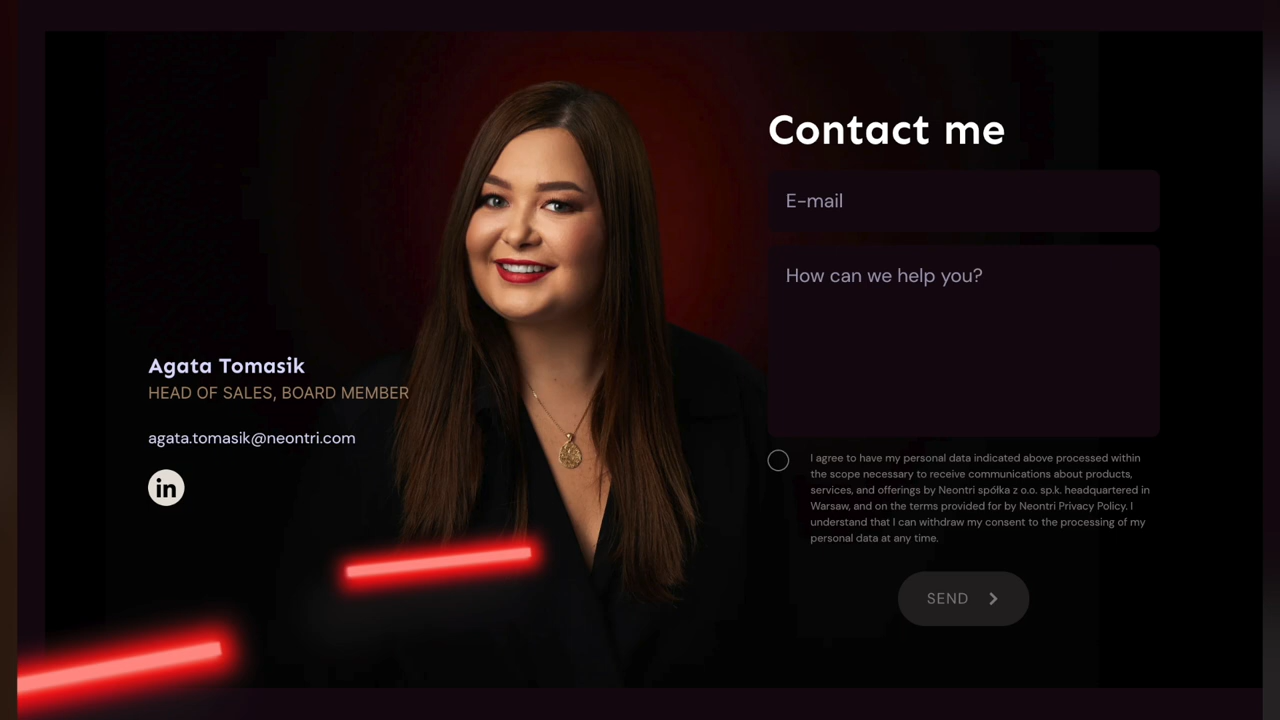 Contact me
E-mail
How can we help you?
Agata Tomasik
HEAD OF SALES, BOARD MEMBER
agata.tomasik@neontri.com
in
I agree to have my personal data indicated above processed within
the scope necessary to receive communications about products,
services, and offerings by Neontri spółka z o.o. sp.k. headquartered in
Warsaw, and on the terms provided for by Neontri Privacy Policy. I
understand that I can withdraw my consent to the processing of my
personal data at any time.
SEND